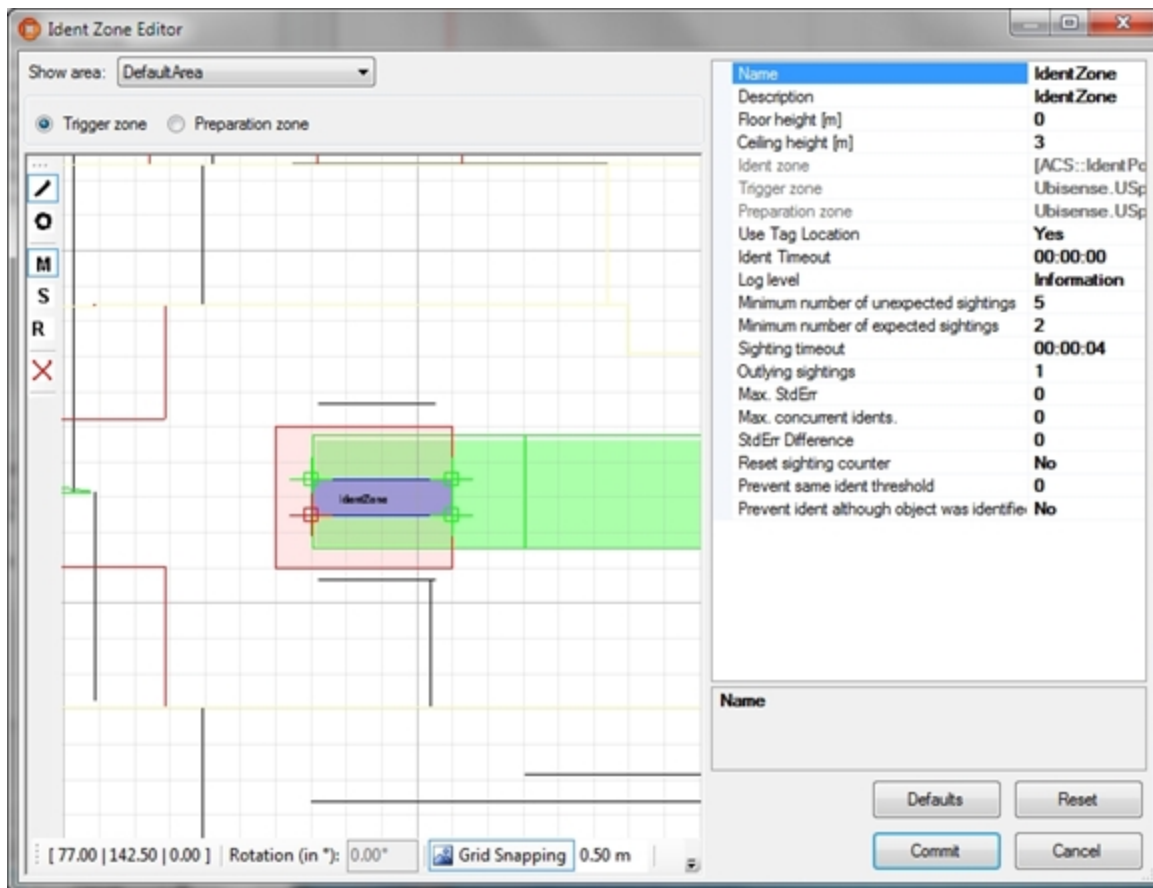 Ident Zone Editor
Show area: DefaultArea
Trigger zone Preparation zone
M
S
R
IdentZone
[ 77.00 | 142.50 | 0.00 ] Rotation (in °): 0.00° Grid Snapping 0.50 m
Name IdentZone
Description IdentZone
Floor height [m] 0
Ceiling height [m] 3
Ident zone [ACS::IdentPo
Trigger zone Ubisense.USp
Preparation zone Ubisense.USp
Use Tag Location Yes
Ident Timeout 00:00:00
Log level Information
Minimum number of unexpected sightings 5
Minimum number of expected sightings 2
Sighting timeout 00:00:04
Outlying sightings 1
Max. StdErr 0
Max. concurrent idents. 0
StdErr Difference 0
Reset sighting counter No
Prevent same ident threshold 0
Prevent ident although object was identifie No
Name
Defaults Reset
Commit Cancel